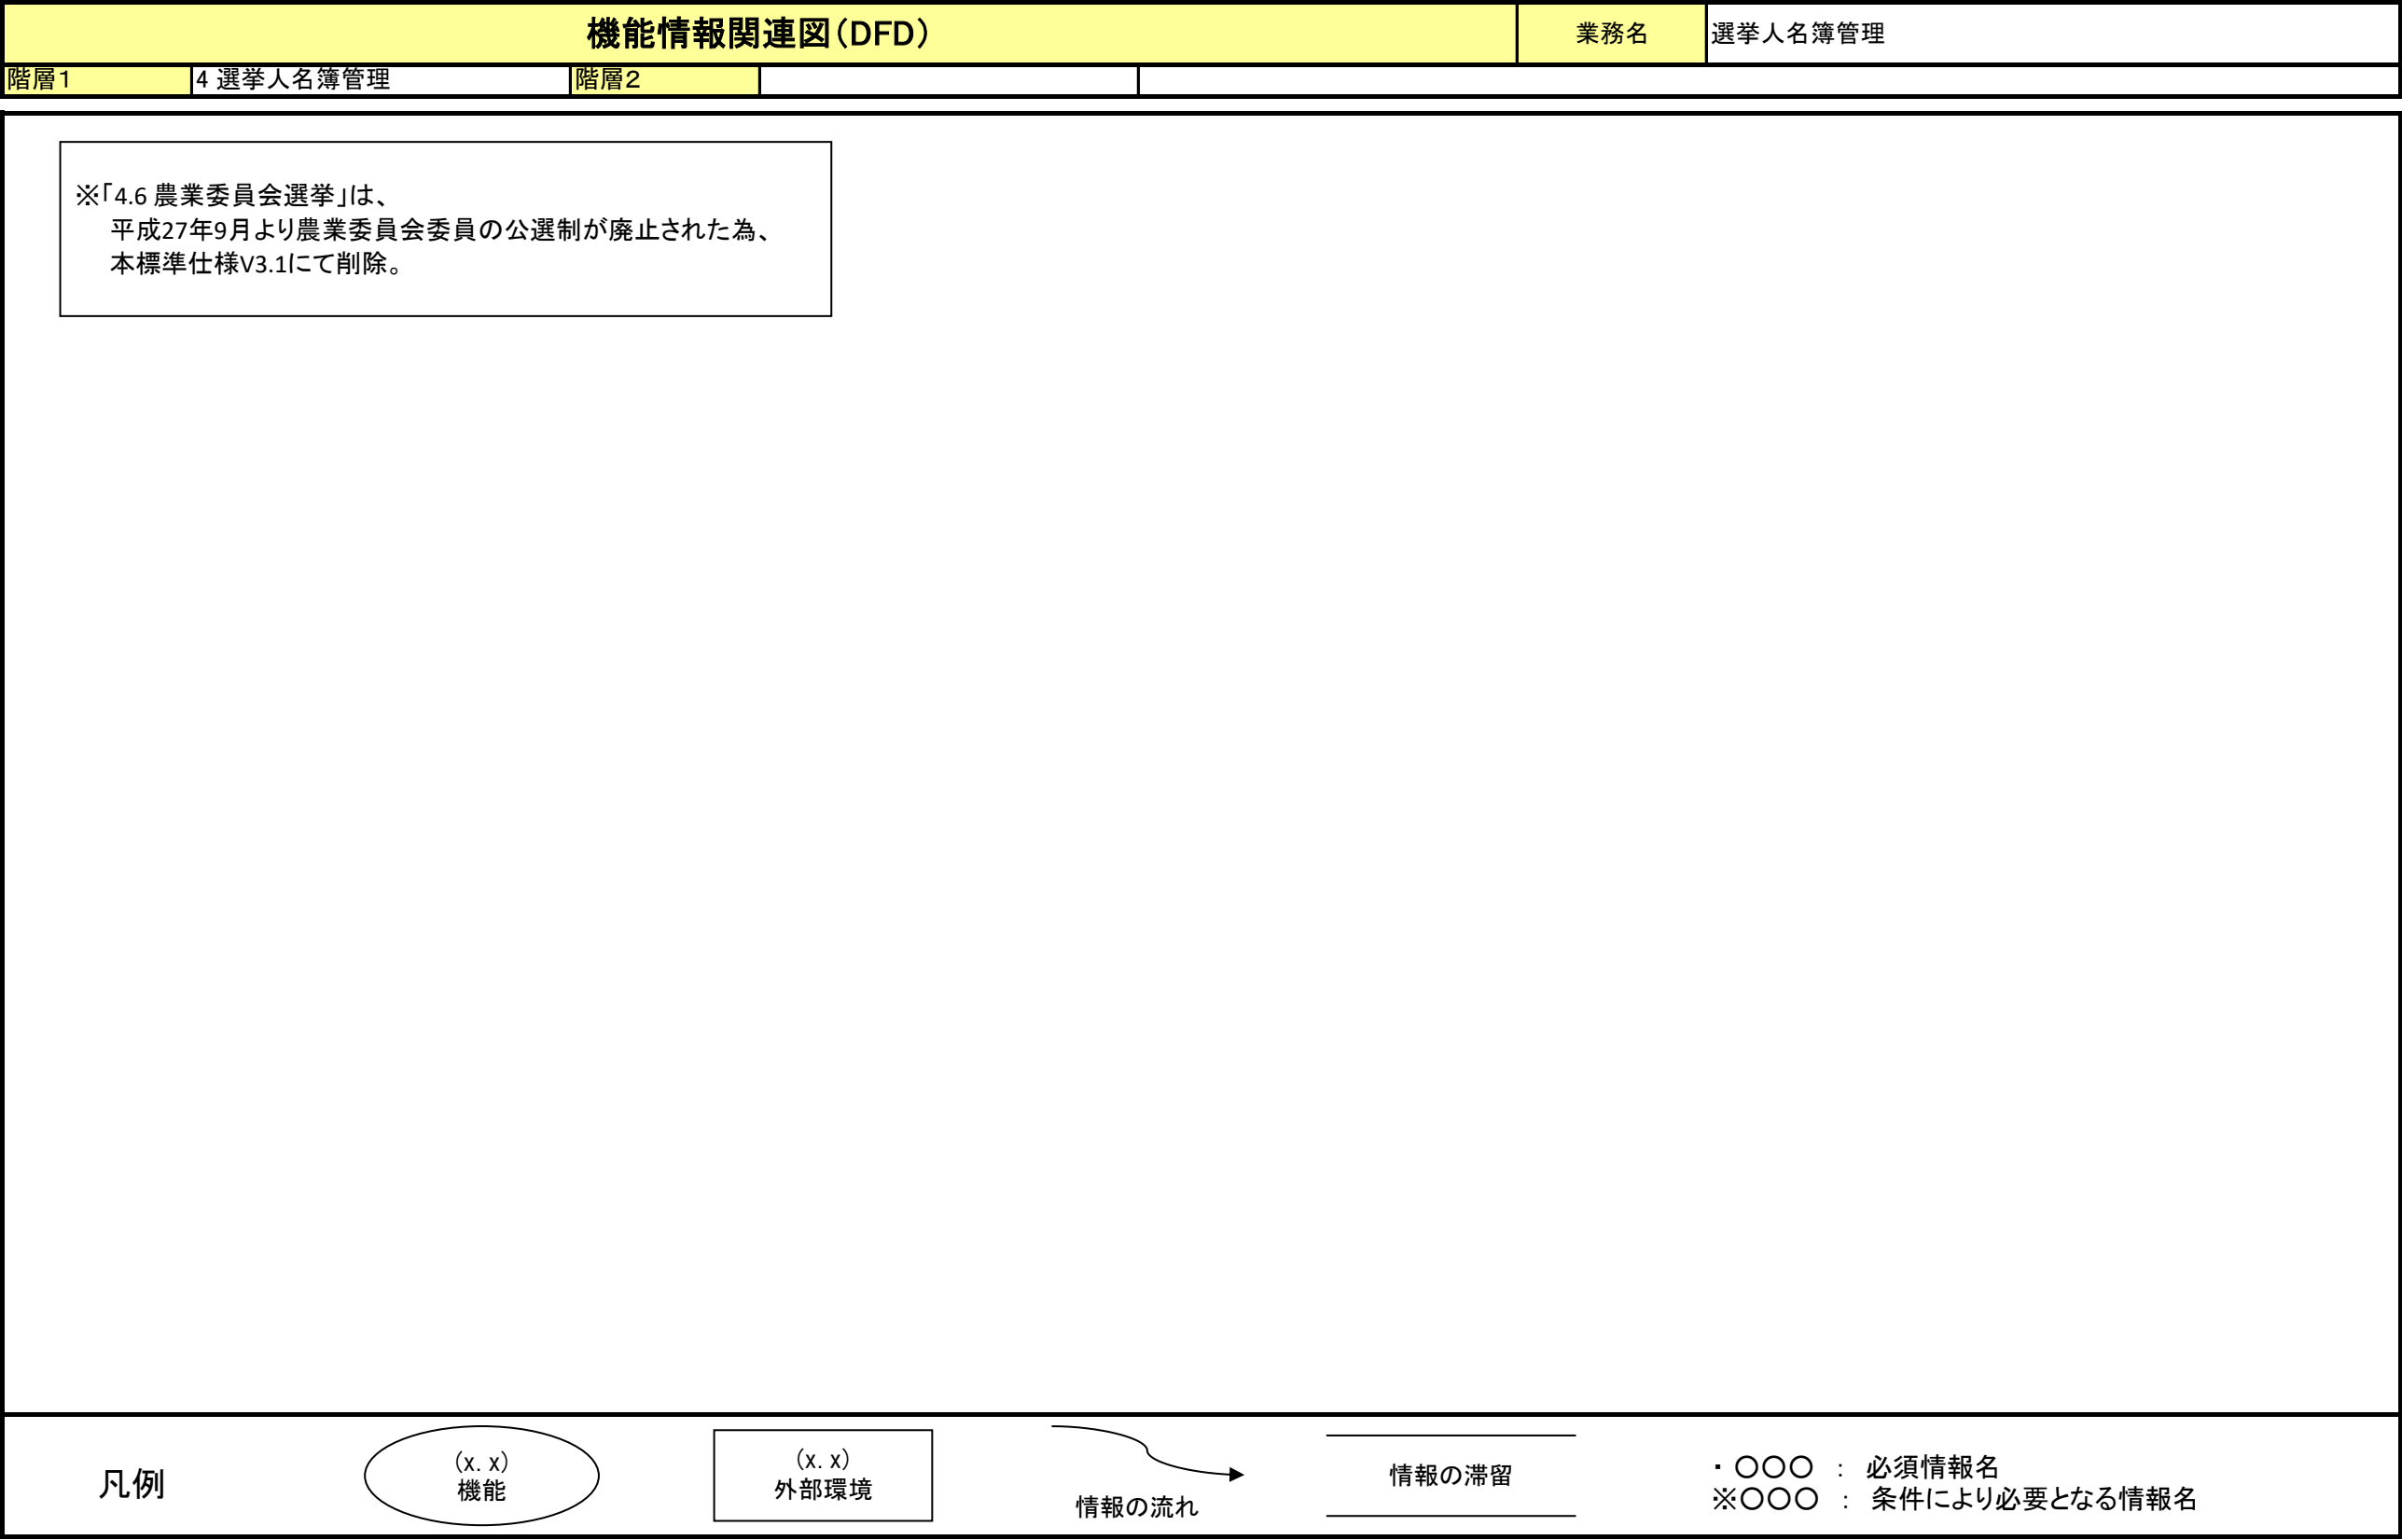 機能情報関連図（DFD）
業務名
選挙人名簿管理
階層１
4 選挙人名簿管理
階層２
※「4.6 農業委員会選挙」は、
平成27年9月より農業委員会委員の公選制が廃止された為、
本標準仕様V3.1にて削除。
凡例
（x．x）
機能
（x．x）
外部環境
情報の流れ
情報の滞留
・ 〇〇〇 ： 必須情報名
※〇〇〇 ： 条件により必要となる情報名